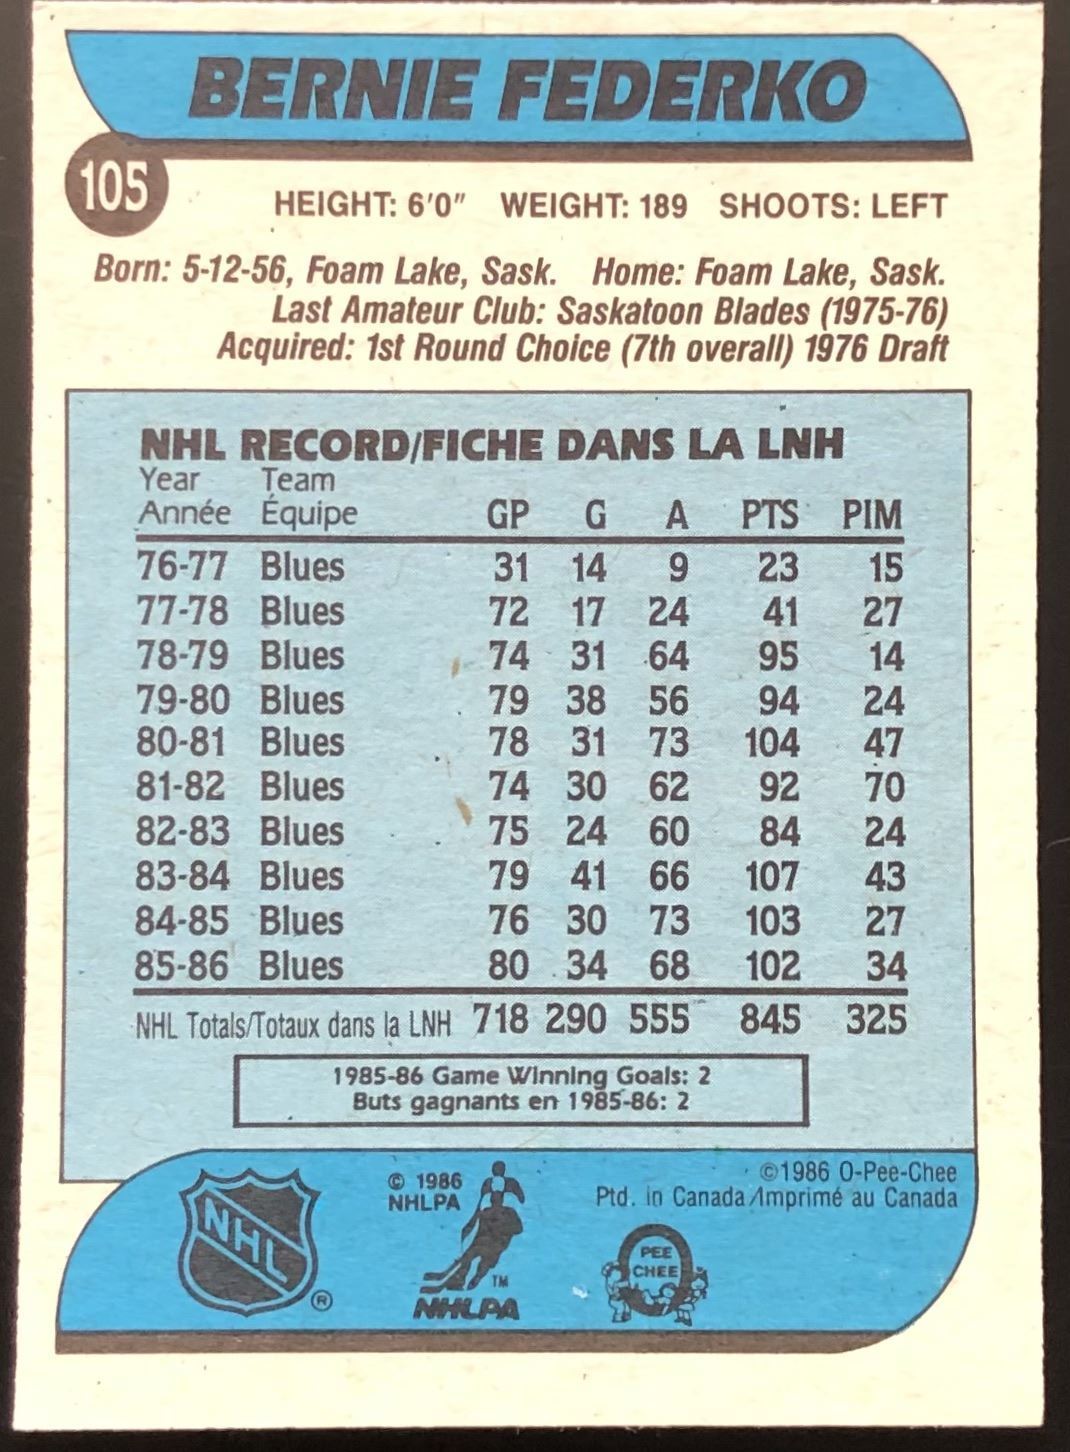 BERNIE FEDERKO
105
HEIGHT: 6'0" WEIGHT: 189 SHOOTS: LEFT
Born: 5-12-56, Foam Lake, Sask. Home: Foam Lake, Sask.
Last Amateur Club: Saskatoon Blades (1975-76)
Acquired: 1st Round Choice (7th overall) 1976 Draft
NHL RECORD/FICHE DANS LA LNH
Year Team
Année Équipe GP G A PTS PIM
76-77 Blues 31 14 9 23 15
77-78 Blues 72 17 24 41 27
78-79 Blues 74 31 64 95 14
79-80 Blues 79 38 56 94 24
80-81 Blues 78 31 73 104 47
81-82 Blues 74 30 62 92 70
82-83 Blues 75 24 60 84 24
83-84 Blues 79 41 66 107 43
84-85 Blues 76 30 73 103 27
85-86 Blues 80 34 68 102 34
NHL Totals/Totaux dans la LNH 718 290 555 845 325
1985-86 Game Winning Goals: 2
Buts gagnants en 1985-86: 2
NHL ®
© 1986
NHLPA
TM
NHLPA
©1986 O-Pee-Chee
Ptd. in Canada/Imprimé au Canada
O
PEE
CHEE